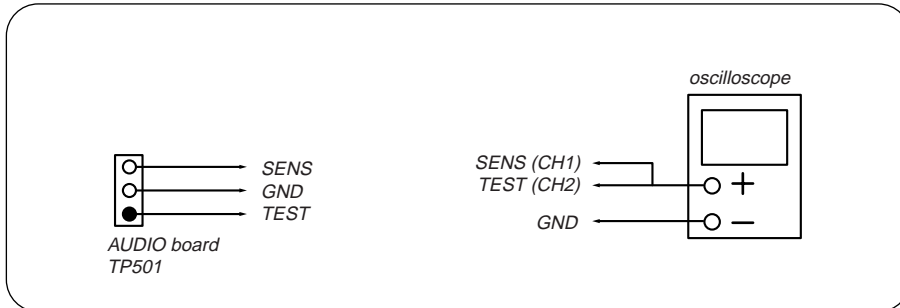 oscilloscope
SENS
GND
TEST
AUDIO board
TP501
SENS (CH1)
TEST (CH2)
GND
+
–